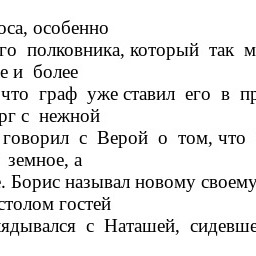 оса, особенно
го полковника, который так м
е и более
что граф уже ставил его в пр
рг с нежной
говорил с Верой о том, что
земное, а
. Борис называл новому своему
столом гостей
лядывался с Наташей, сидевше